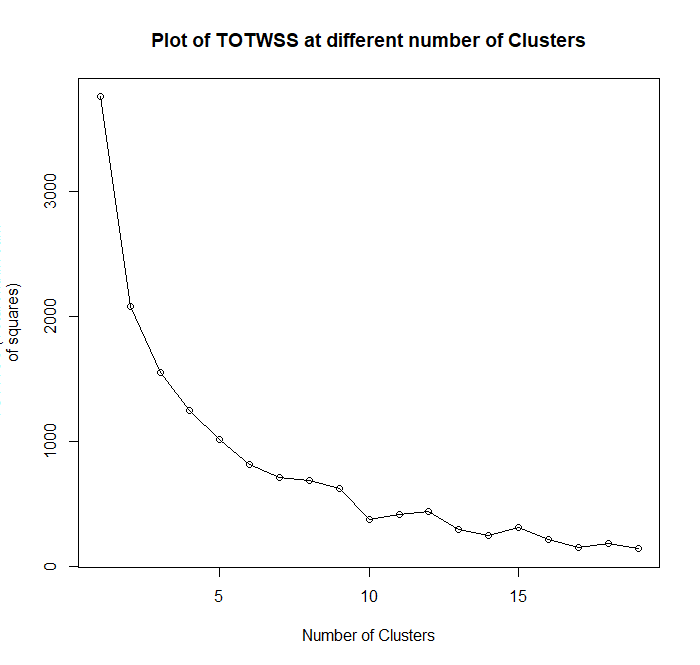 Plot of TOTWSS at different number of Clusters
3000
2000
1000
0
of squares)
5
10
15
Number of Clusters